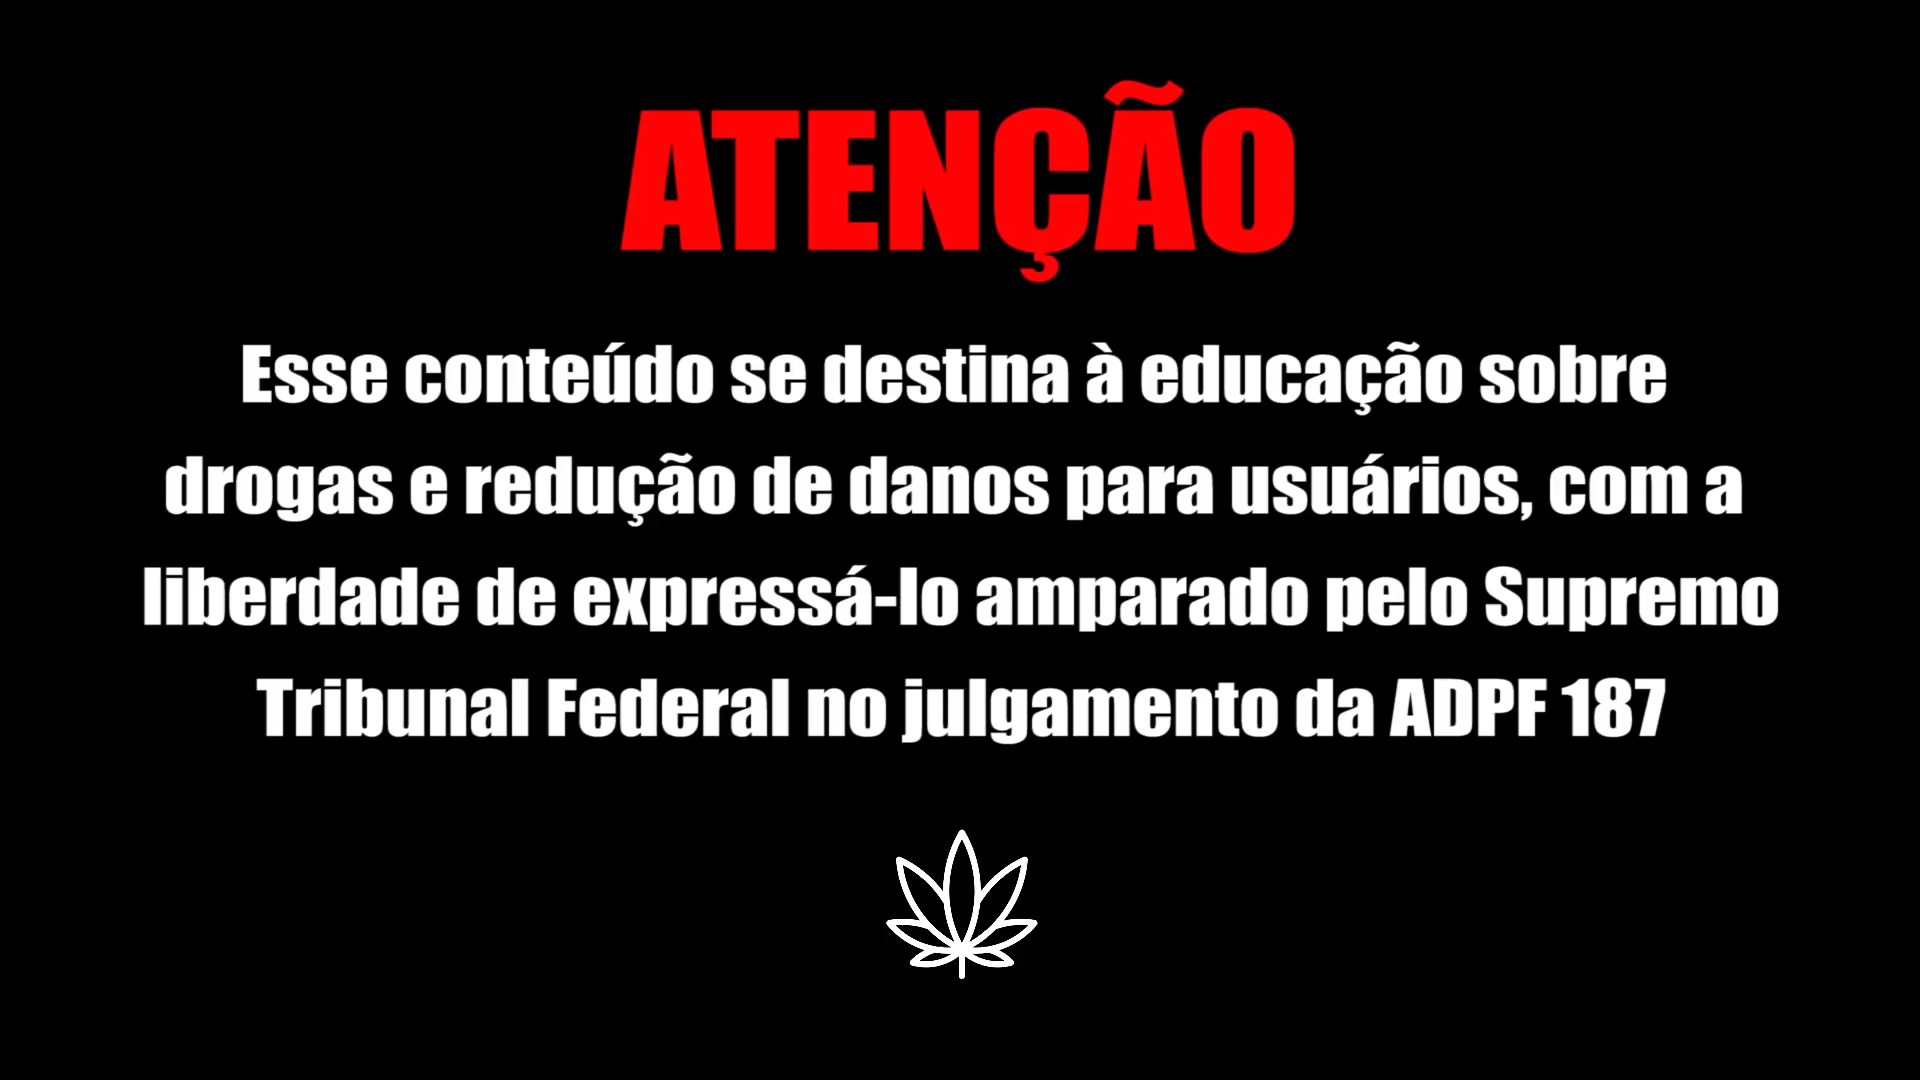 ATENÇÃO
Esse conteúdo se destina à educação sobre
drogas e redução de danos para usuários, com a
liberdade de expressá-lo amparado pelo Supremo
Tribunal Federal no julgamento da ADPF 187